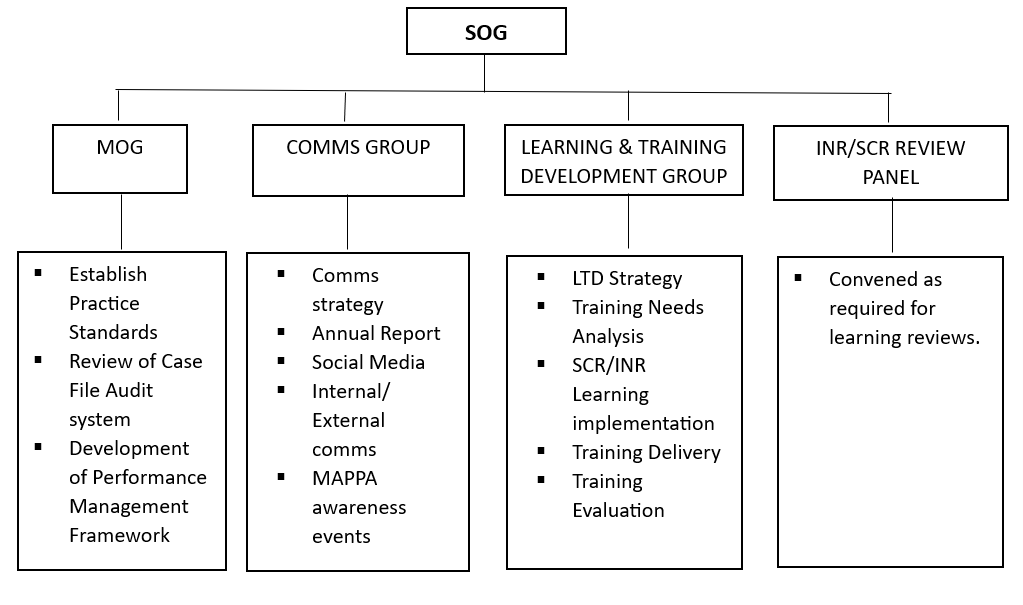 SOG
MOG
COMMS GROUP
LEARNING & TRAINING
DEVELOPMENT GROUP
INR/SCR REVIEW
PANEL
▪ Establish
Practice
Standards
▪ Review of Case
File Audit
system
▪ Development
of Performance
Management
Framework
▪ Comms
strategy
▪ Annual Report
▪ Social Media
▪ Internal/
External
comms
▪ MAPPA
awareness
events
▪ LTD Strategy
▪ Training Needs
Analysis
▪ SCR/INR
Learning
implementation
▪ Training Delivery
▪ Training
Evaluation
▪ Convened as
required for
learning reviews.